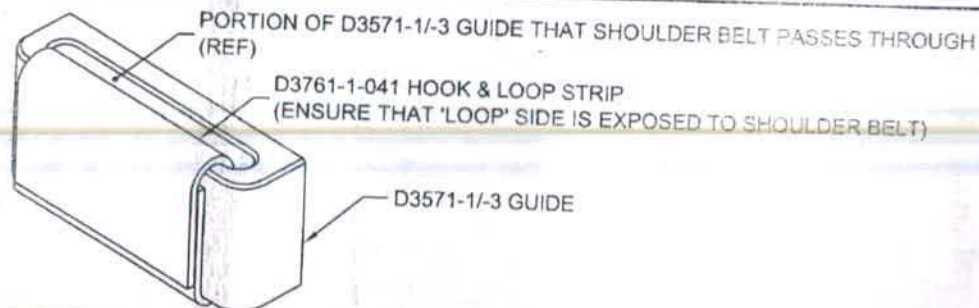 PORTION OF D3571-1/-3 GUIDE THAT SHOULDER BELT PASSES THROUGH
(REF)
D3761-1-041 HOOK & LOOP STRIP
(ENSURE THAT 'LOOP' SIDE IS EXPOSED TO SHOULDER BELT)
D3571-1/-3 GUIDE